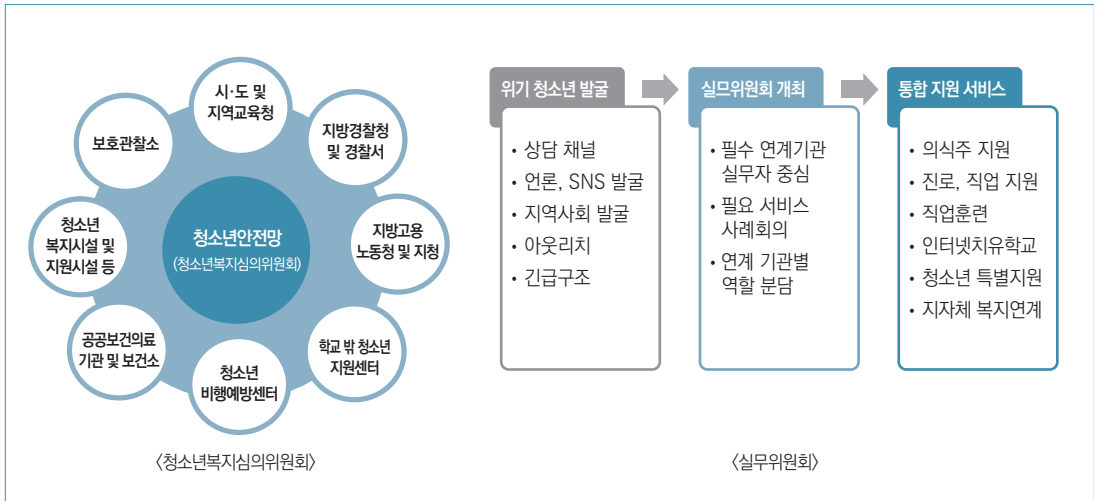 시·도 및
지역교육청
지방경찰청
및 경찰서
지방고용
노동청 및 지청
학교 밖 청소년
지원센터
청소년
비행예방센터
공공보건의료
기관 및 보건소
청소년
복지시설 및
지원시설 등
보호관찰소
청소년안전망
(청소년복지심의위원회)
〈청소년복지심의위원회〉
위기 청소년 발굴
• 상담 채널
• 언론, SNS 발굴
• 지역사회 발굴
• 아웃리치
• 긴급구조
실므위원회 개최
• 필수 연계기관
실무자 중심
• 필요 서비스
사례회의
• 연계 기관별
역할 분담
통합 지원 서비스
• 의식주 지원
• 진로, 직업 지원
• 직업훈련
• 인터넷치유학교
• 청소년 특별지원
• 지자체 복지연계
〈실무위원회〉